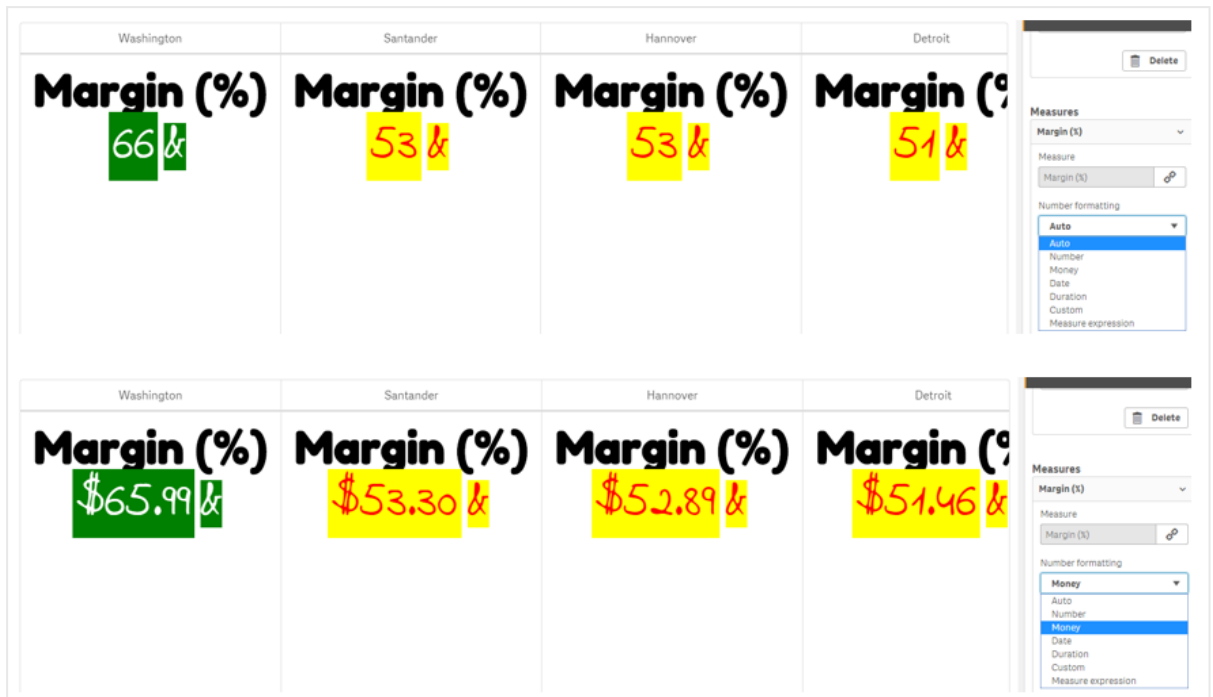 Washington Santander Hannover Detroit
Margin (%) Margin (%) Margin (%) Margin (%
66 & 53 & 53 & 51 &
Delete
Measures
Margin (%)
Measure
Margin (%)
Number formatting
Auto
Auto
Number
Money
Date
Duration
Custom
Measure expression
Washington Santander Hannover Detroit
Margin (%) Margin (%) Margin (%) Margin (%
$65.99 & $53.30 & $52.89 & $51.46 &
Delete
Measures
Margin (%)
Measure
Margin (%)
Number formatting
Money
Auto
Number
Money
Date
Duration
Custom
Measure expression